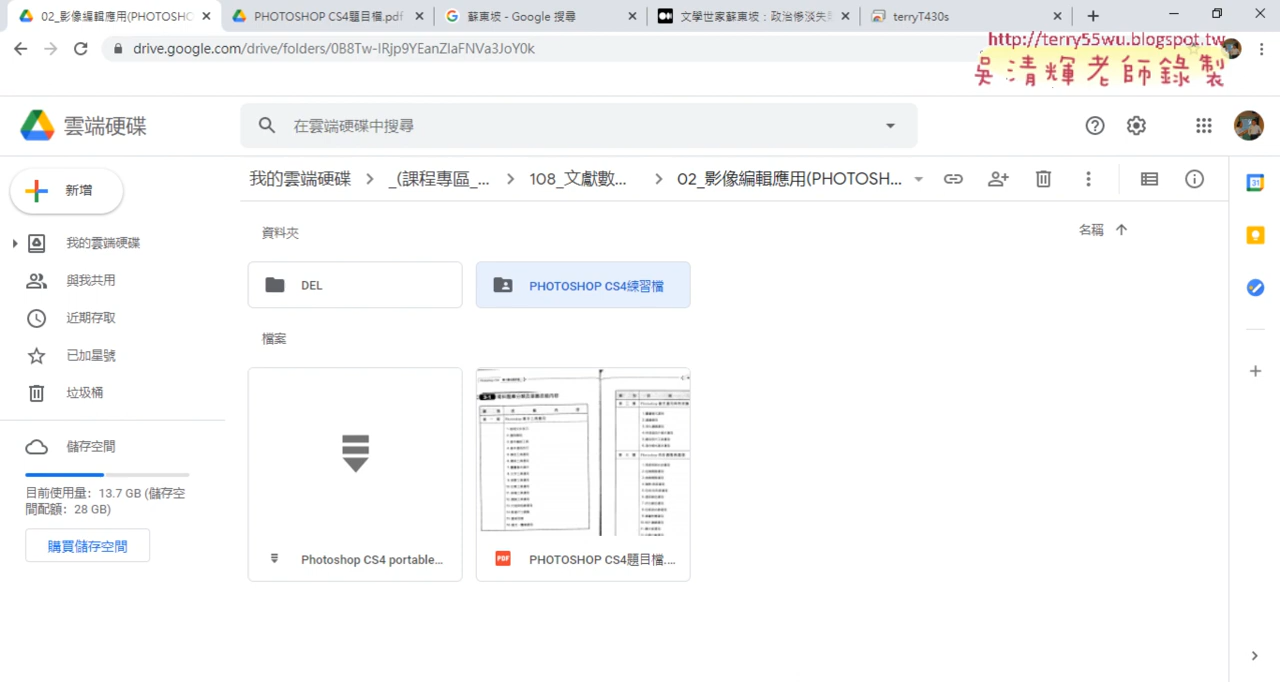 02_影像編輯應用(PHOTOSHO
PHOTOSHOP CS4題目檔.pdf
蘇東坡 - Google 搜尋
文學世家蘇東坡：政治慘淡失
terryT430s
drive.google.com/drive/folders/0B8Tw-IRjp9YEanZIaFNVa3JoY0k
http://terry55wu.blogspot.tw
吳清輝老師錄製
雲端硬碟
在雲端硬碟中搜尋
新增
我的雲端硬碟
_(課程專區_...
108_文獻數...
02_影像編輯應用(PHOTOSH...
我的雲端硬碟
與我共用
近期存取
已加星號
垃圾桶
儲存空間
目前使用量：13.7 GB (儲存空
間配額：28 GB)
購買儲存空間
資料夾
名稱
DEL
PHOTOSHOP CS4練習檔
檔案
Photoshop CS4 portable...
PDF
PHOTOSHOP CS4題目檔....
31